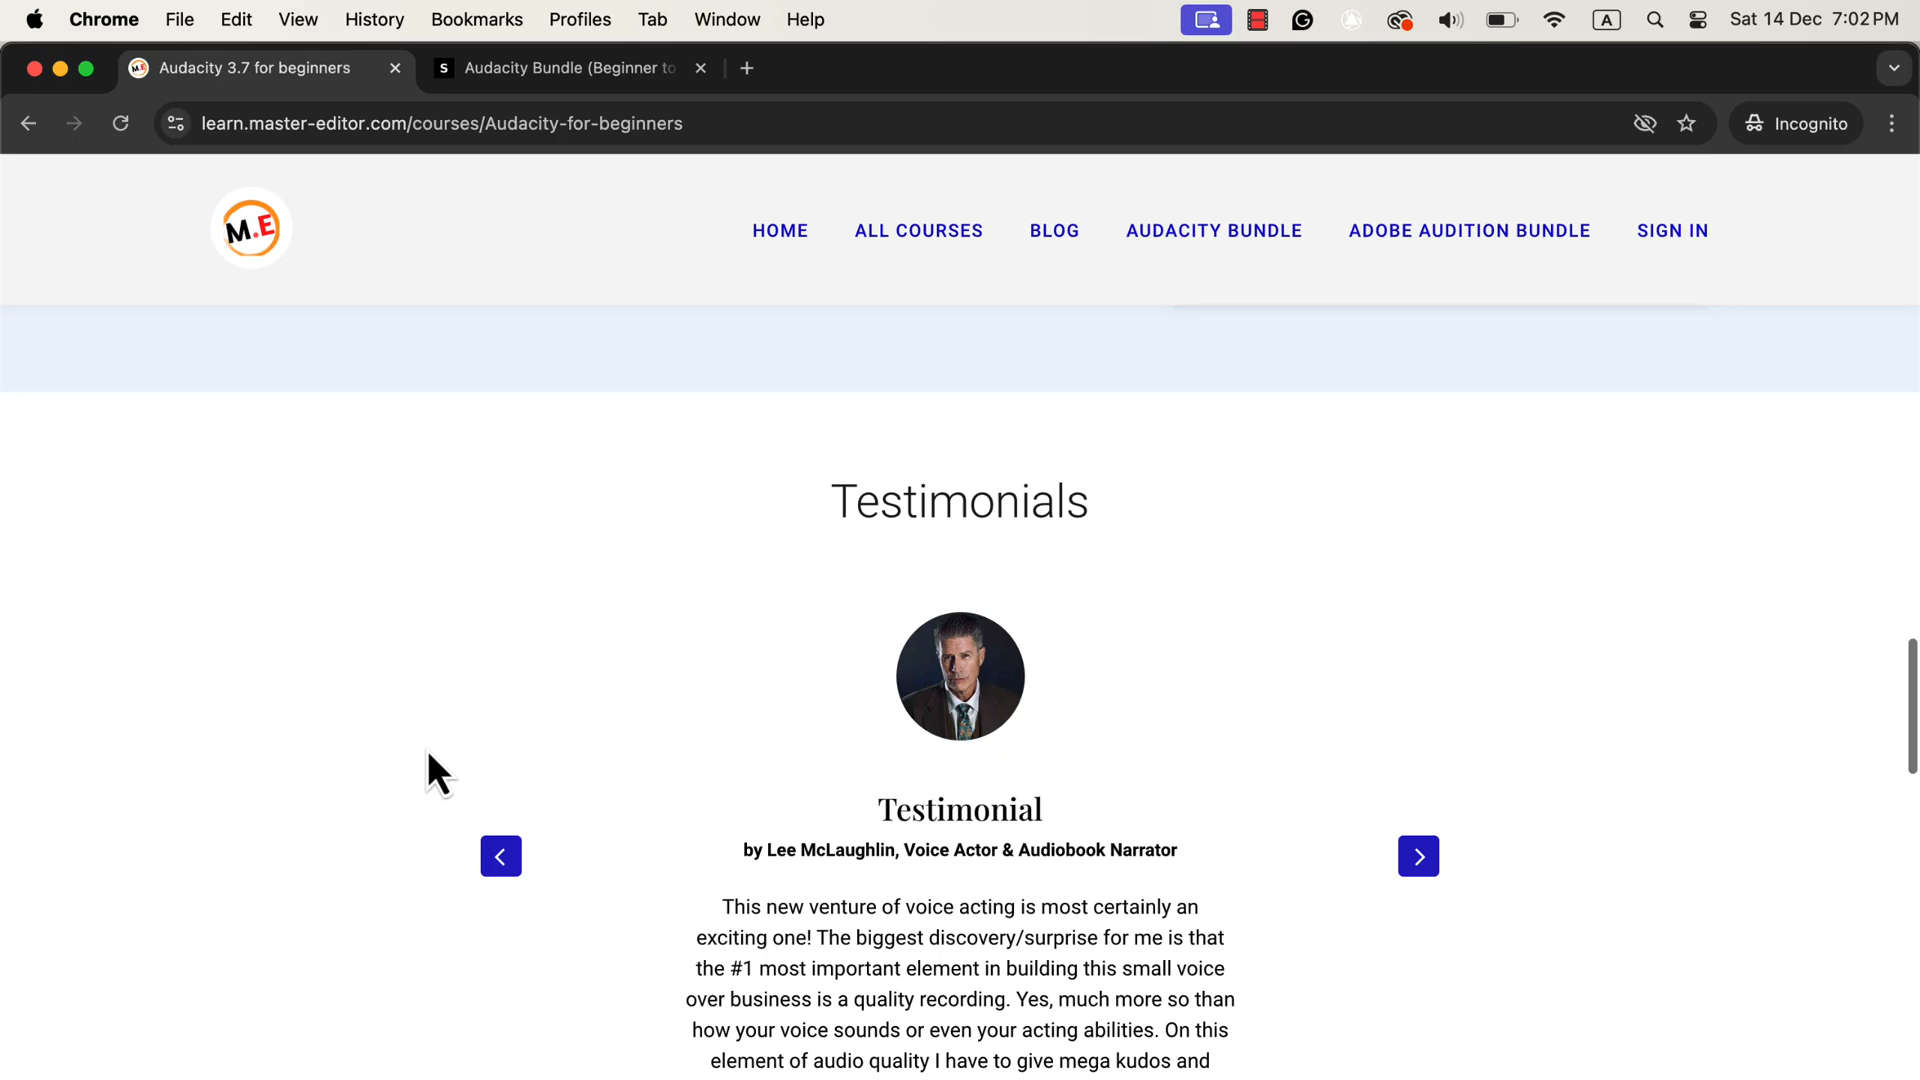 Chrome File Edit View History Bookmarks Profiles Tab Window Help A Sat 14 Dec 7:02 PM
M.E Audacity 3.7 for beginners S Audacity Bundle (Beginner to
learn.master-editor.com/courses/Audacity-for-beginners Incognito
M.E HOME ALL COURSES BLOG AUDACITY BUNDLE ADOBE AUDITION BUNDLE SIGN IN
Testimonials
Testimonial
by Lee McLaughlin, Voice Actor & Audiobook Narrator
This new venture of voice acting is most certainly an
exciting one! The biggest discovery/surprise for me is that
the #1 most important element in building this small voice
over business is a quality recording. Yes, much more so than
how your voice sounds or even your acting abilities. On this
element of audio quality I have to give mega kudos and